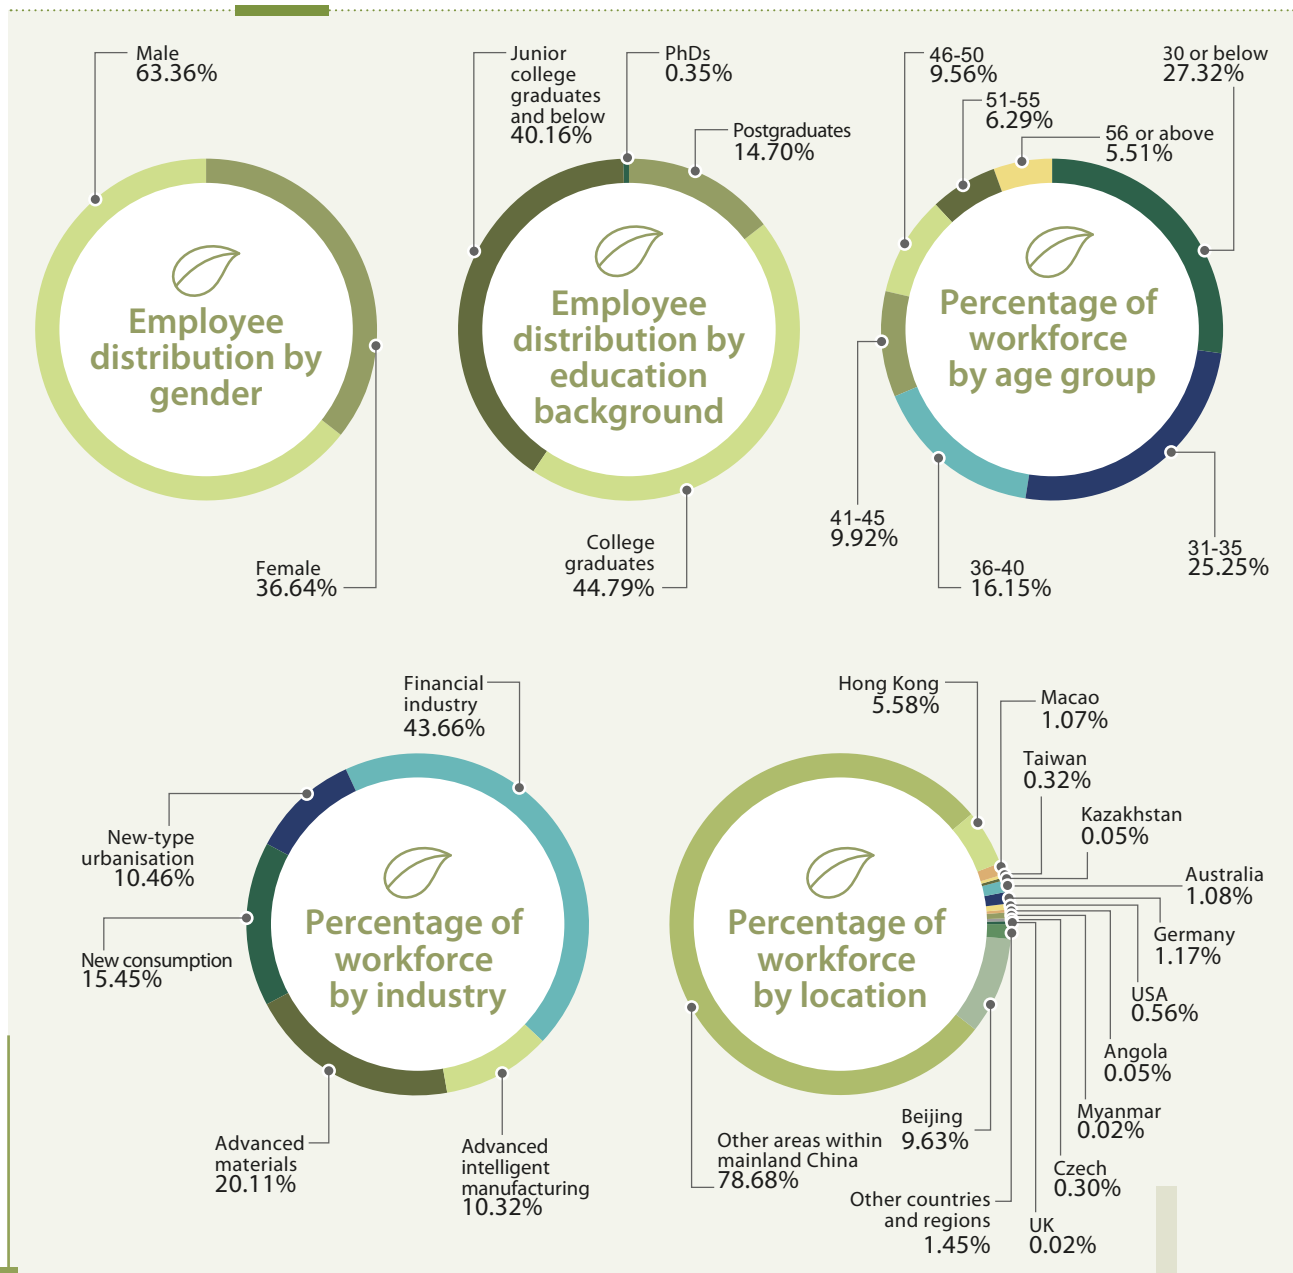 Male
63.36%
Female
36.64%
Employee
distribution by
gender
Junior
college
graduates
and below
40.16%
PhDs
0.35%
Postgraduates
14.70%
College
graduates
44.79%
Employee
distribution by
education
background
46-50
9.56%
51-55
6.29%
56 or above
5.51%
30 or below
27.32%
41-45
9.92%
36-40
16.15%
31-35
25.25%
Percentage of
workforce
by age group
Financial
industry
43.66%
New-type
urbanisation
10.46%
New consumption
15.45%
Advanced
materials
20.11%
Advanced
intelligent
manufacturing
10.32%
Percentage of
workforce
by industry
Hong Kong
5.58%
Macao
1.07%
Taiwan
0.32%
Kazakhstan
0.05%
Australia
1.08%
Germany
1.17%
USA
0.56%
Angola
0.05%
Myanmar
0.02%
Czech
0.30%
UK
0.02%
Other countries
and regions
1.45%
Beijing
9.63%
Other areas within
mainland China
78.68%
Percentage of
workforce
by location